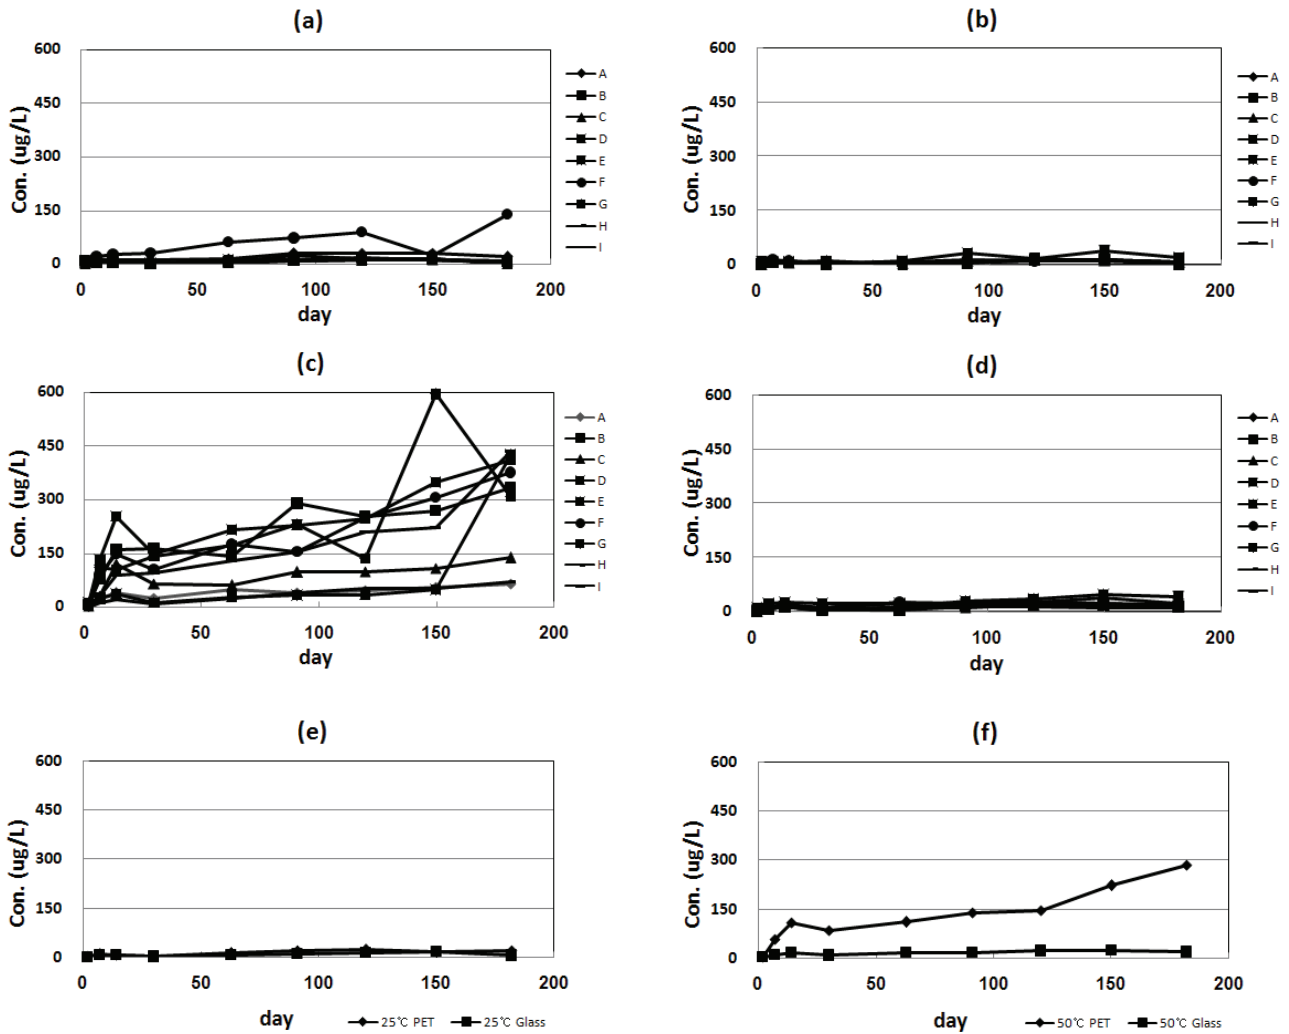 (a)
600
450
300
150
0
Con. (ug/L)
0 50 100 150 200
day
A
B
C
D
E
F
G
H
I
(b)
600
450
300
150
0
Con. (ug/L)
0 50 100 150 200
day
A
B
C
D
E
F
G
H
I
(c)
600
450
300
150
0
Con. (ug/L)
0 50 100 150 200
day
A
B
C
D
E
F
G
H
I
(d)
600
450
300
150
0
Con. (ug/L)
0 50 100 150 200
day
A
B
C
D
E
F
G
H
I
(e)
600
450
300
150
0
Con. (ug/L)
0 50 100 150 200
day
25℃ PET 25℃ Glass
(f)
600
450
300
150
0
Con. (ug/L)
0 50 100 150 200
day
50℃ PET 50℃ Glass